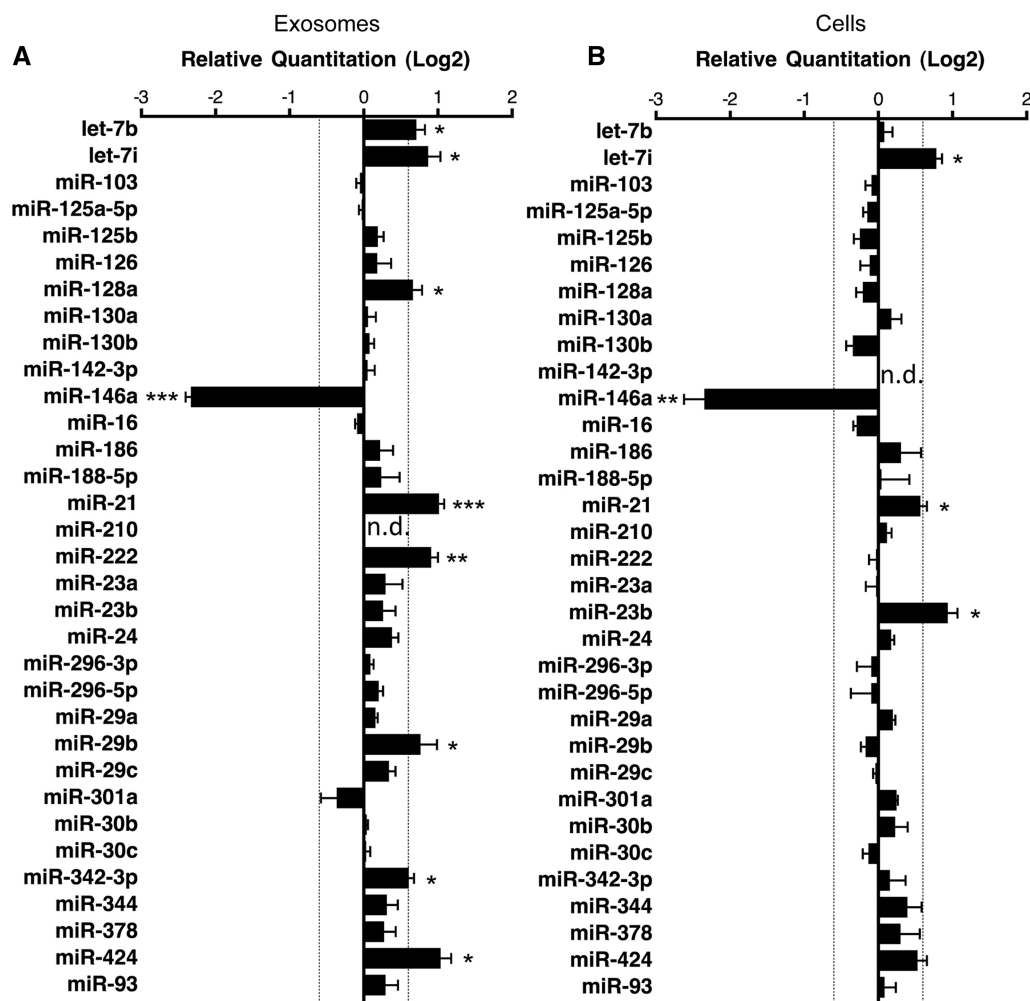 Exosomes
A Relative Quantitation (Log2)
-3 -2 -1 0 1 2
let-7b *
let-7i *
miR-103
miR-125a-5p
miR-125b
miR-126
miR-128a *
miR-130a
miR-130b
miR-142-3p
miR-146a ***
miR-16
miR-186
miR-188-5p
miR-21 ***
miR-210 n.d.
miR-222 **
miR-23a
miR-23b
miR-24
miR-296-3p
miR-296-5p
miR-29a
miR-29b *
miR-29c
miR-301a
miR-30b
miR-30c
miR-342-3p *
miR-344
miR-378
miR-424 *
miR-93
Cells
B Relative Quantitation (Log2)
-3 -2 -1 0 1 2
let-7b
let-7i *
miR-103
miR-125a-5p
miR-125b
miR-126
miR-128a
miR-130a
miR-130b
miR-142-3p n.d.
miR-146a **
miR-16
miR-186
miR-188-5p
miR-21 *
miR-210
miR-222
miR-23a
miR-23b *
miR-24
miR-296-3p
miR-296-5p
miR-29a
miR-29b
miR-29c
miR-301a
miR-30b
miR-30c
miR-342-3p
miR-344
miR-378
miR-424
miR-93